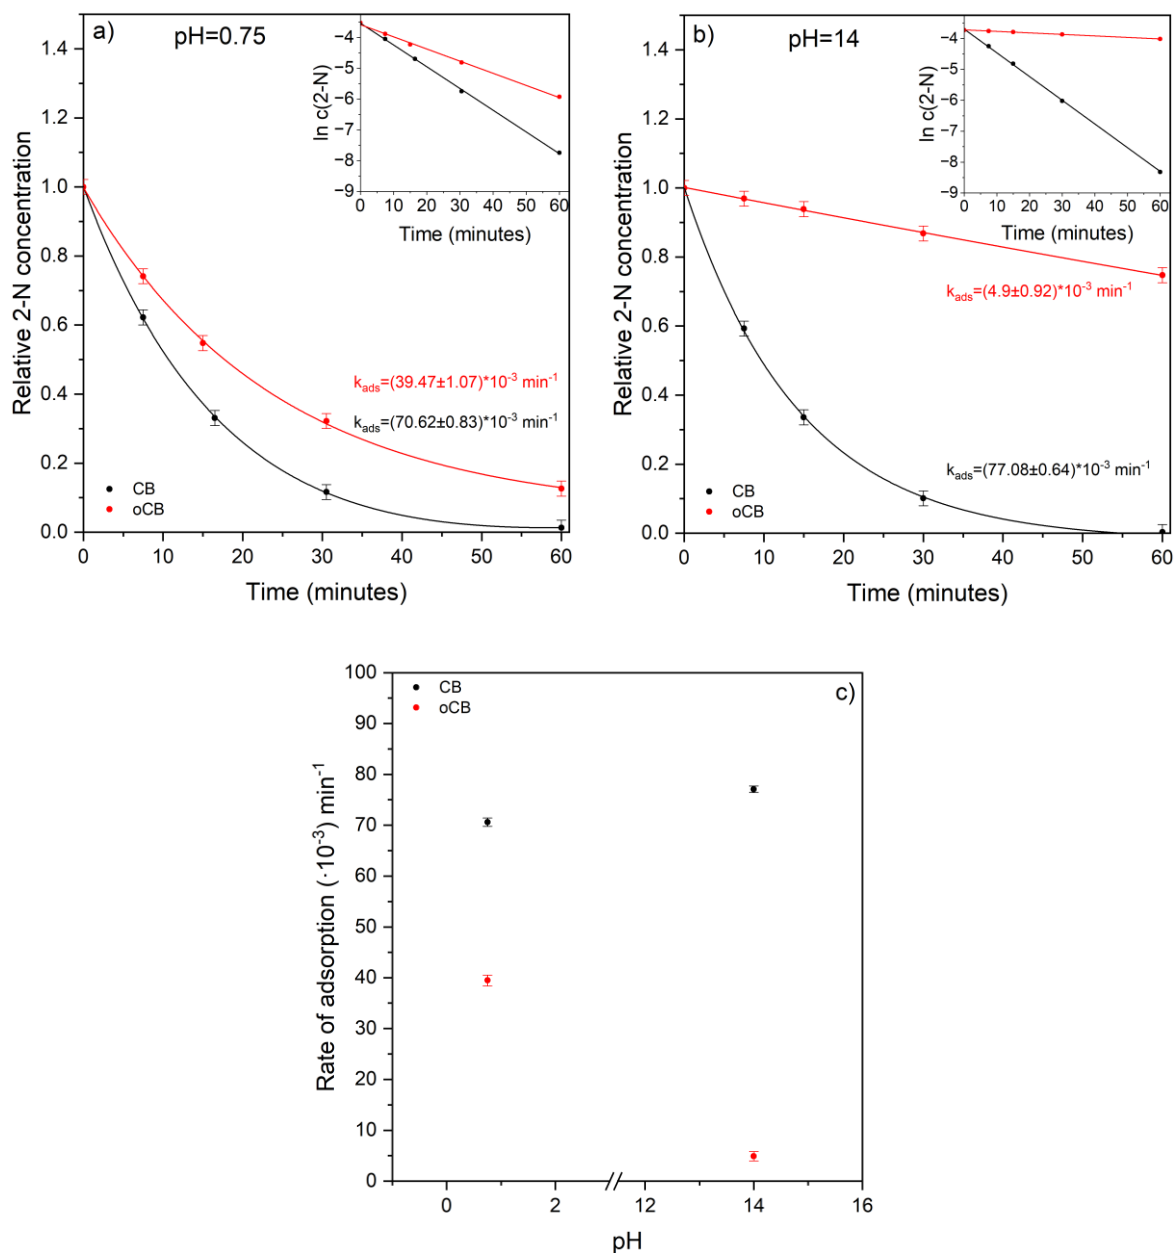 a)
pH=0.75
1.4
1.2
1.0
0.8
0.6
0.4
0.2
0.0
Relative 2-N concentration
0 10 20 30 40 50 60
Time (minutes)
−4
−5
−6
−7
−8
−9
ln c(2-N)
0 10 20 30 40 50 60
Time (minutes)
kads=(39.47±1.07)*10-3 min-1
kads=(70.62±0.83)*10-3 min-1
CB
oCB
b)
pH=14
1.4
1.2
1.0
0.8
0.6
0.4
0.2
0.0
Relative 2-N concentration
0 10 20 30 40 50 60
Time (minutes)
−4
−5
−6
−7
−8
−9
ln c(2-N)
0 10 20 30 40 50 60
Time (minutes)
kads=(4.9±0.92)*10-3 min-1
kads=(77.08±0.64)*10-3 min-1
CB
oCB
c)
CB
oCB
100
90
80
70
60
50
40
30
20
10
0
Rate of adsorption (·10-3) min-1
0 2 12 14 16
pH